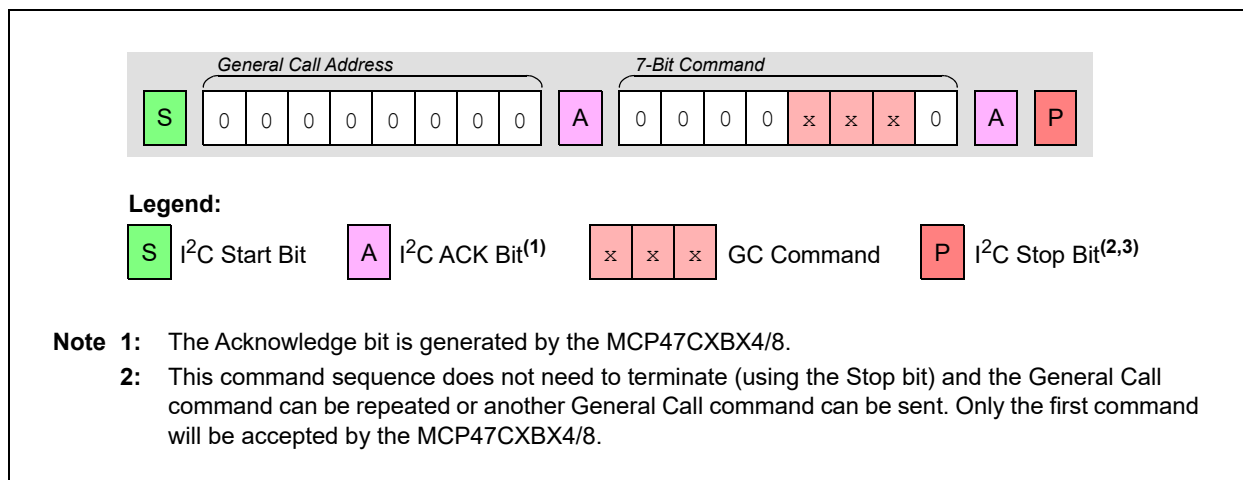 General Call Address 7-Bit Command
S 0 0 0 0 0 0 0 0 A 0 0 0 0 x x x 0 A P
Legend:
S I²C Start Bit A I²C ACK Bit(1) x x x GC Command P I²C Stop Bit(2,3)
Note 1: The Acknowledge bit is generated by the MCP47CXBX4/8.
2: This command sequence does not need to terminate (using the Stop bit) and the General Call
command can be repeated or another General Call command can be sent. Only the first command
will be accepted by the MCP47CXBX4/8.